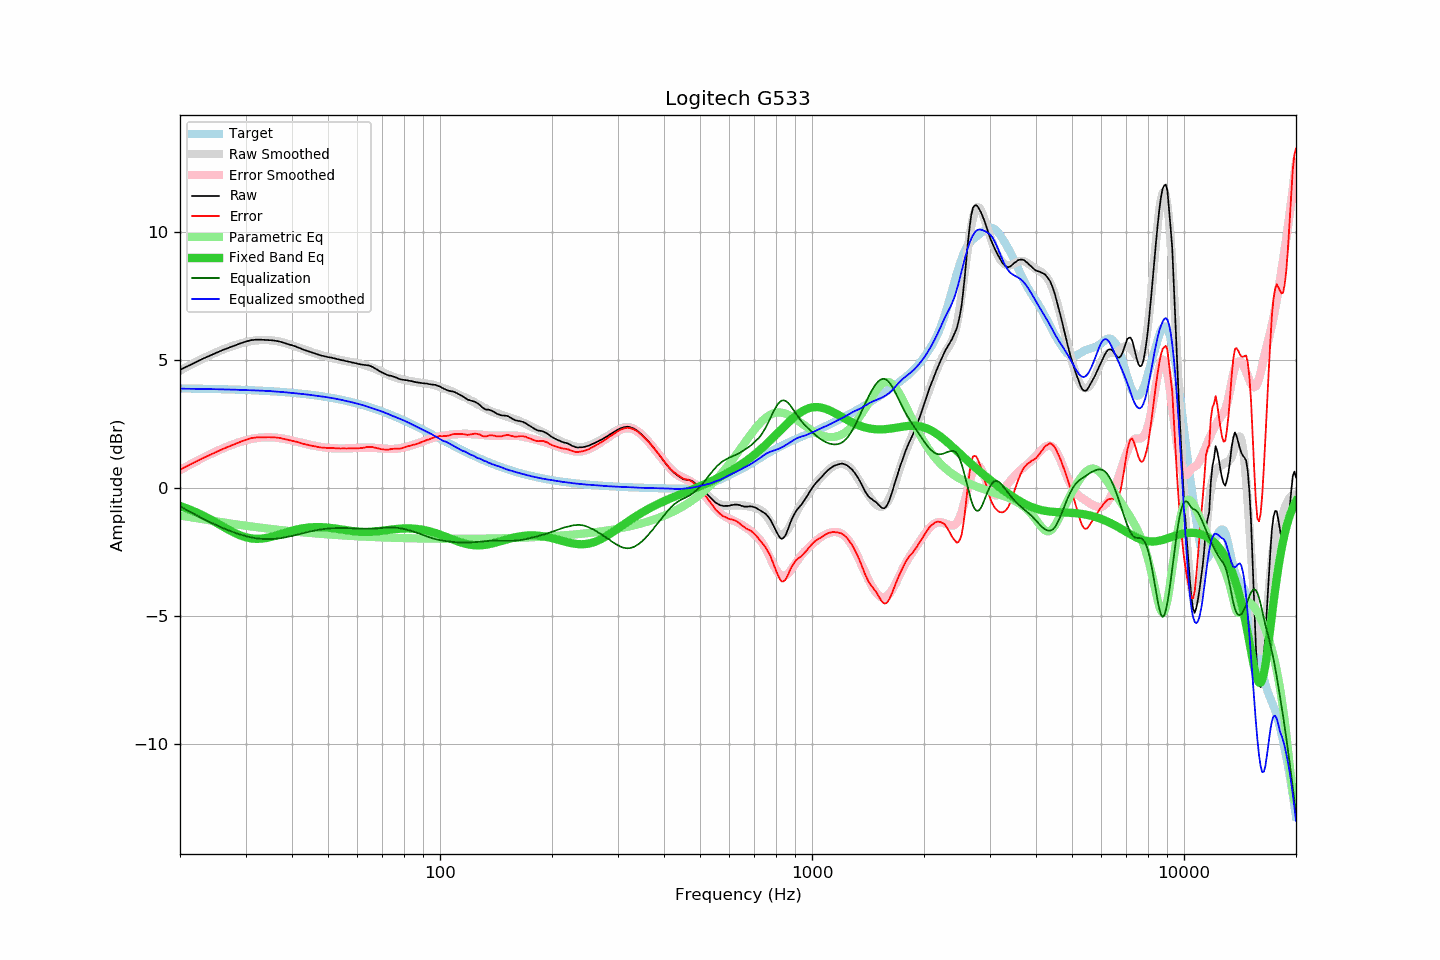 Logitech G533
Target
Raw Smoothed
Error Smoothed
Raw
Error
Parametric Eq
Fixed Band Eq
Equalization
Equalized smoothed
Amplitude (dBr)
10
5
0
−5
−10
100 1000 10000
Frequency (Hz)